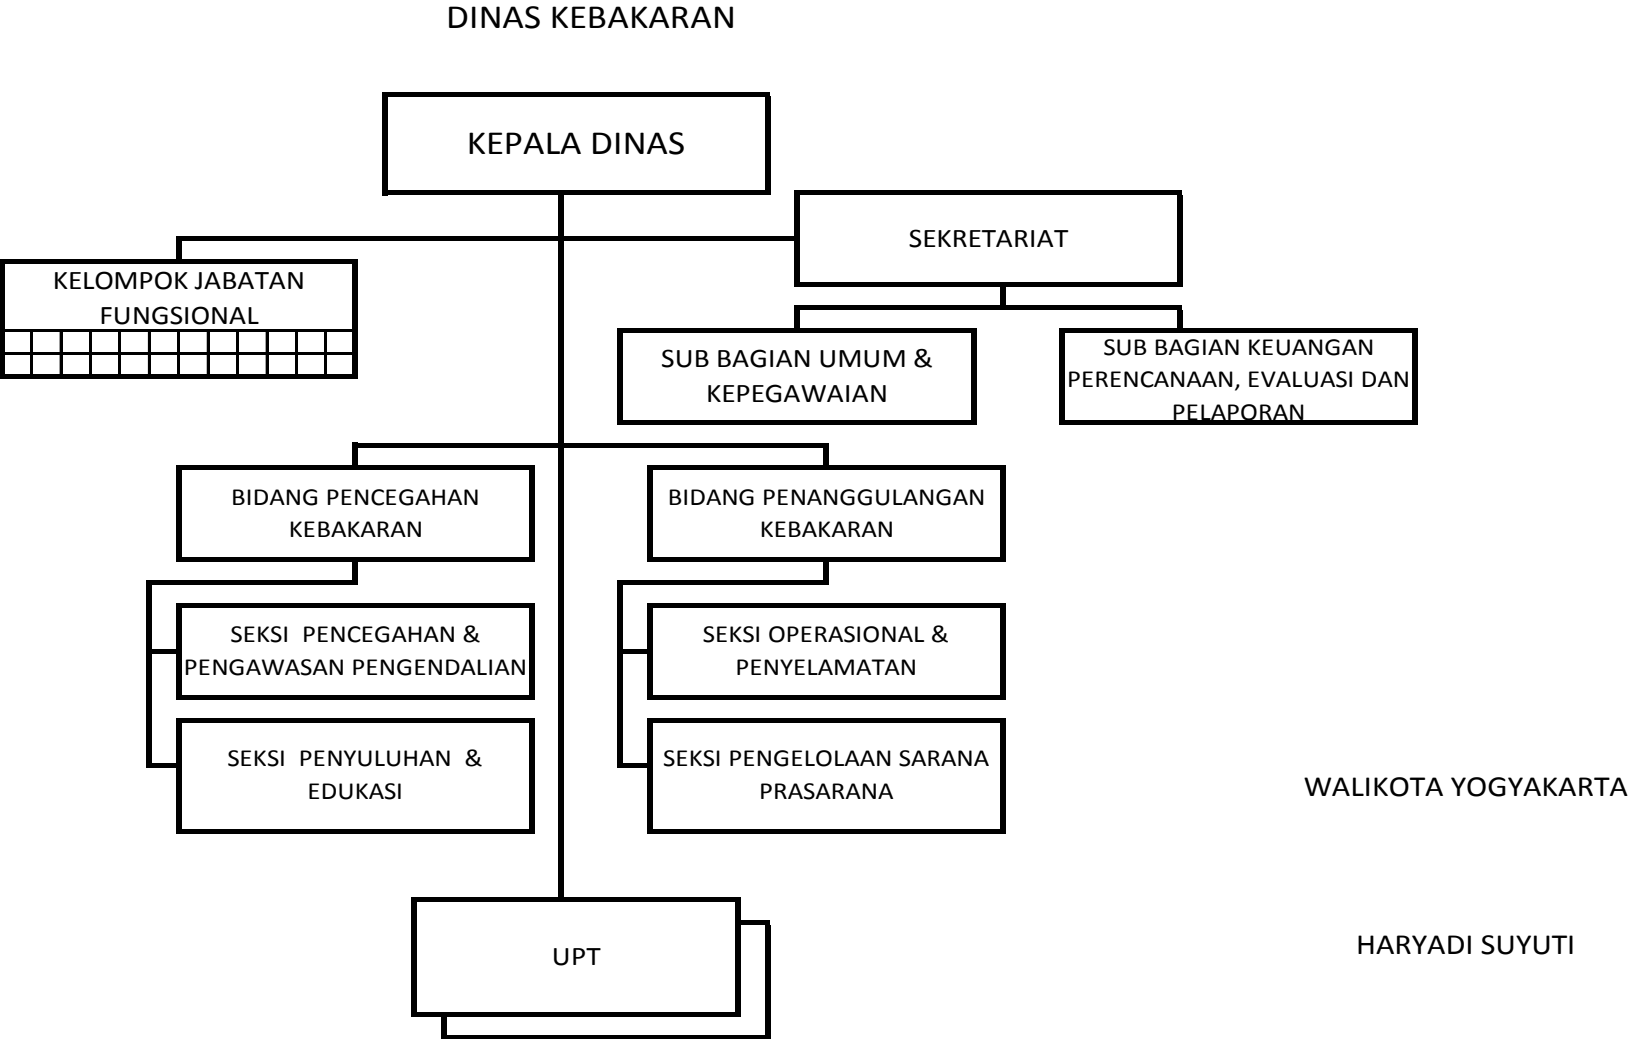 DINAS KEBAKARAN
KEPALA DINAS
SEKRETARIAT
KELOMPOK JABATAN
FUNGSIONAL
SUB BAGIAN UMUM &
KEPEGAWAIAN
SUB BAGIAN KEUANGAN
PERENCANAAN, EVALUASI DAN
PELAPORAN
BIDANG PENCEGAHAN
KEBAKARAN
BIDANG PENANGGULANGAN
KEBAKARAN
SEKSI PENCEGAHAN &
PENGAWASAN PENGENDALIAN
SEKSI OPERASIONAL &
PENYELAMATAN
SEKSI PENYULUHAN &
EDUKASI
SEKSI PENGELOLAAN SARANA
PRASARANA
WALIKOTA YOGYAKARTA
UPT
HARYADI SUYUTI